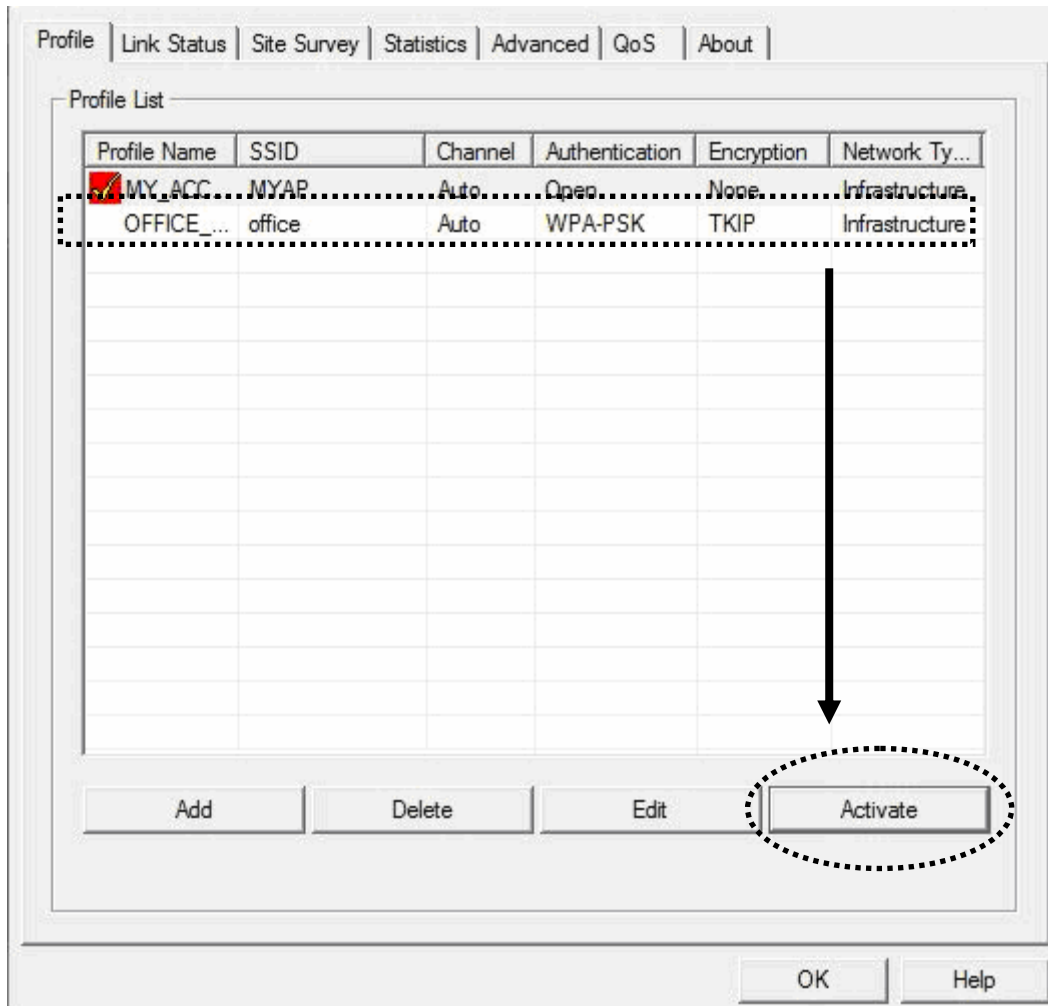 Profile Link Status Site Survey Statistics Advanced QoS About
Profile List
Profile Name SSID Channel Authentication Encryption Network Ty...
MY_ACC... MYAP Auto Open None Infrastructure
OFFICE_... office Auto WPA-PSK TKIP Infrastructure
Add Delete Edit Activate
OK Help